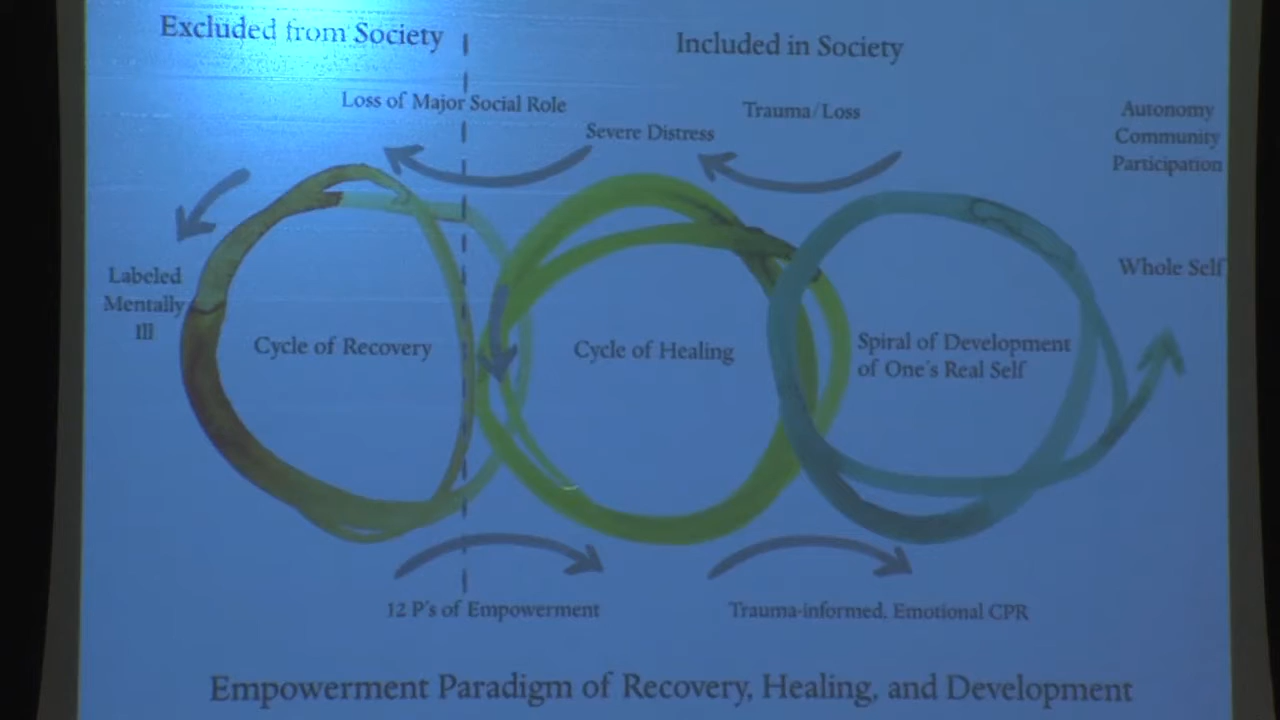 Excluded from Society
Included in Society
Loss of Major Social Role
Severe Distress
Trauma/Loss
Autonomy
Community
Participation
Labeled
Mentally
Ill
Whole Self
Cycle of Recovery
Cycle of Healing
Spiral of Development
of One's Real Self
12 P's of Empowerment
Trauma-informed, Emotional CPR
Empowerment Paradigm of Recovery, Healing, and Development